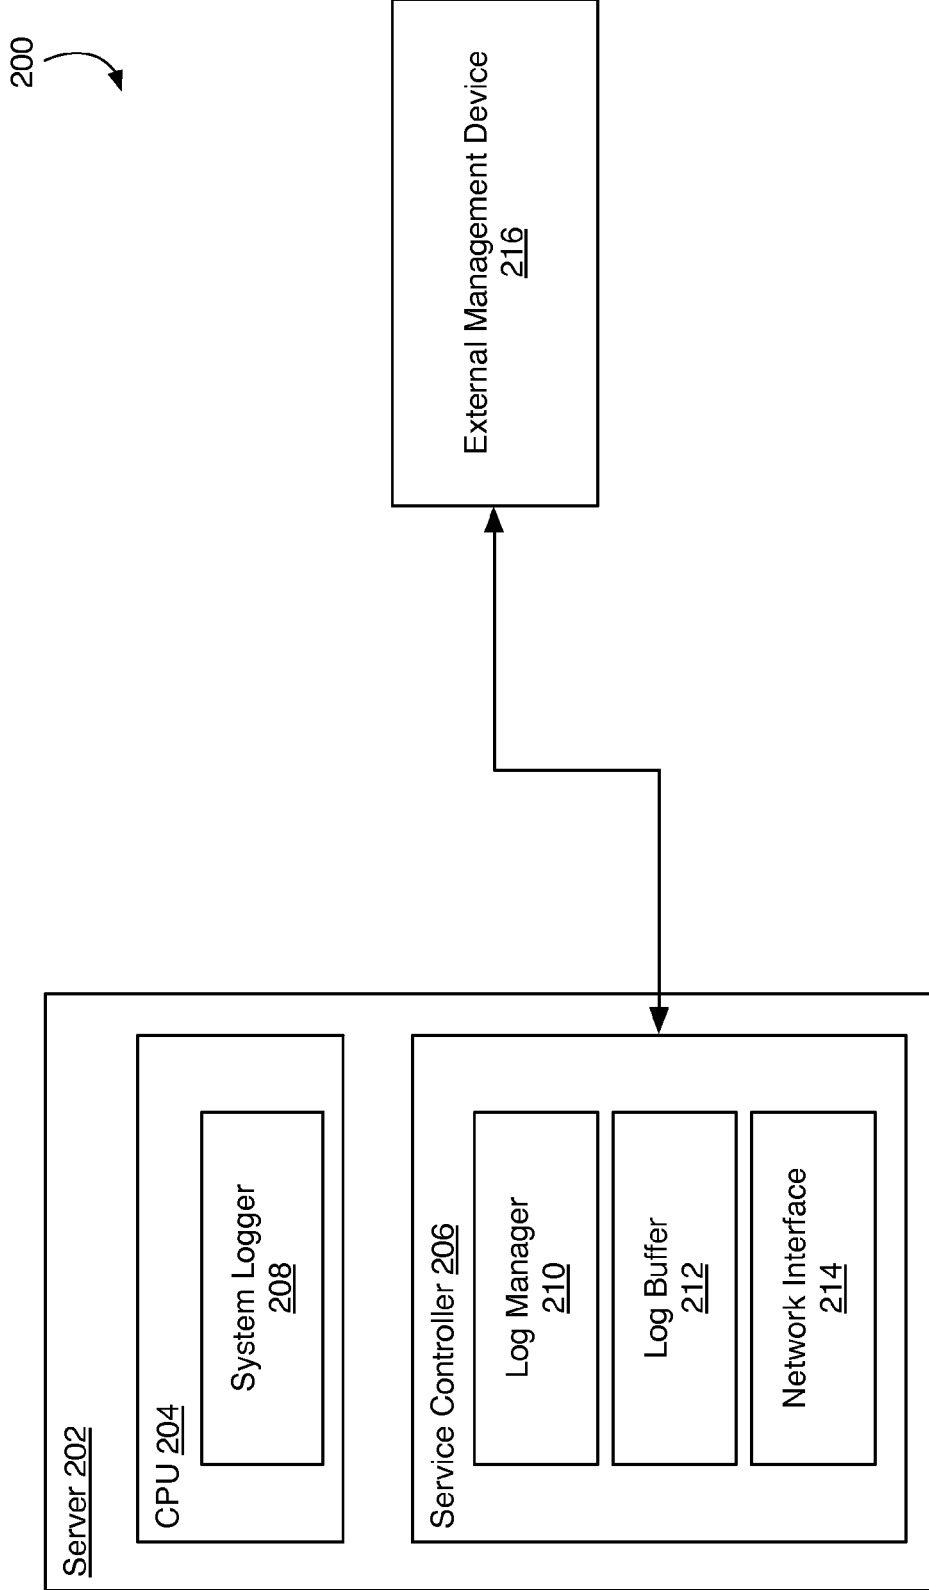 200
Server 202
CPU 204
System Logger
208
Service Controller 206
Log Manager
210
Log Buffer
212
Network Interface
214
External Management Device
216